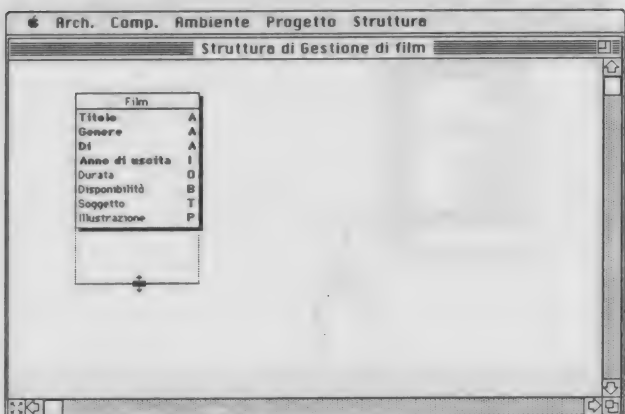 Arch. Comp. Ambiente Progetto Struttura
Struttura di Gestione di film
Film
Titolo A
Genere A
Di A
Anno di uscita I
Durata O
Disponibilità B
Soggetto T
Illustrazione P